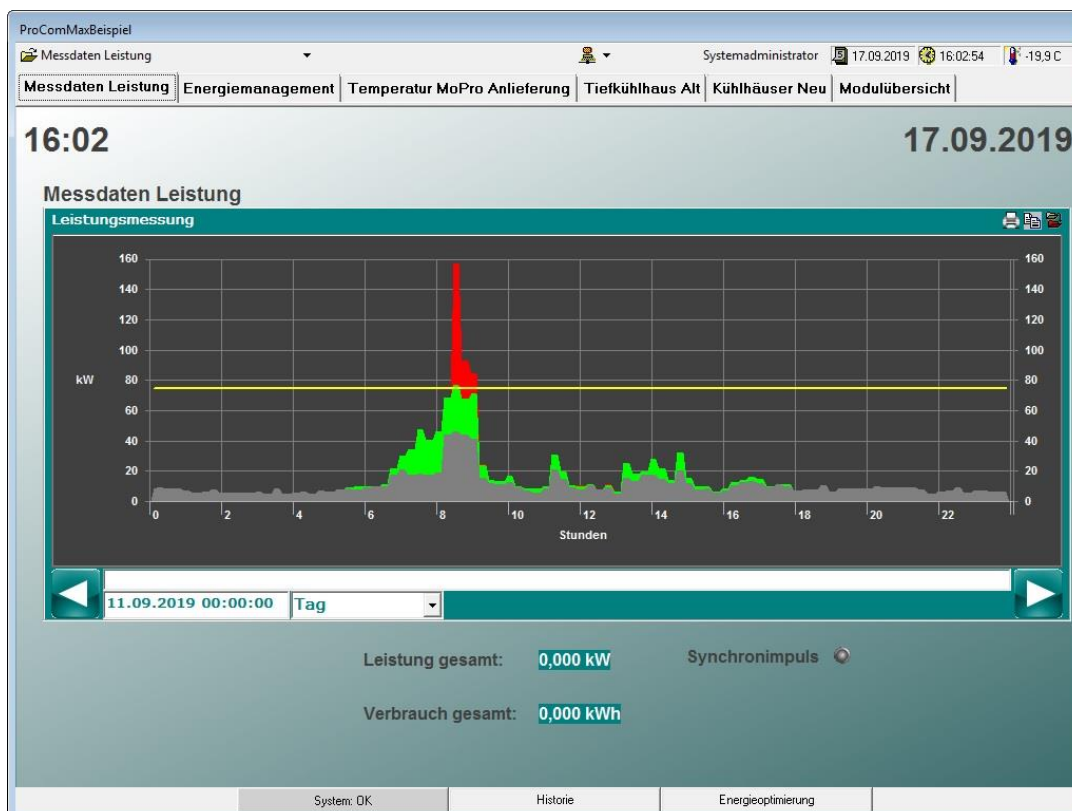 ProComMaxBeispiel
Messdaten Leistung Systemadministrator 17.09.2019 16:02:54 -19,9 C
Messdaten Leistung Energiemanagement Temperatur MoPro Anlieferung Tiefkühlhaus Alt Kühlhäuser Neu Modulübersicht
16:02 17.09.2019
Messdaten Leistung
Leistungsmessung
160 160
140 140
120 120
100 100
kW 80 80
60 60
40 40
20 20
0 0
0 2 4 6 8 10 12 14 16 18 20 22
Stunden
11.09.2019 00:00:00 Tag
Leistung gesamt: 0,000 kW Synchronimpuls
Verbrauch gesamt: 0,000 kWh
System: OK Historie Energieoptimierung